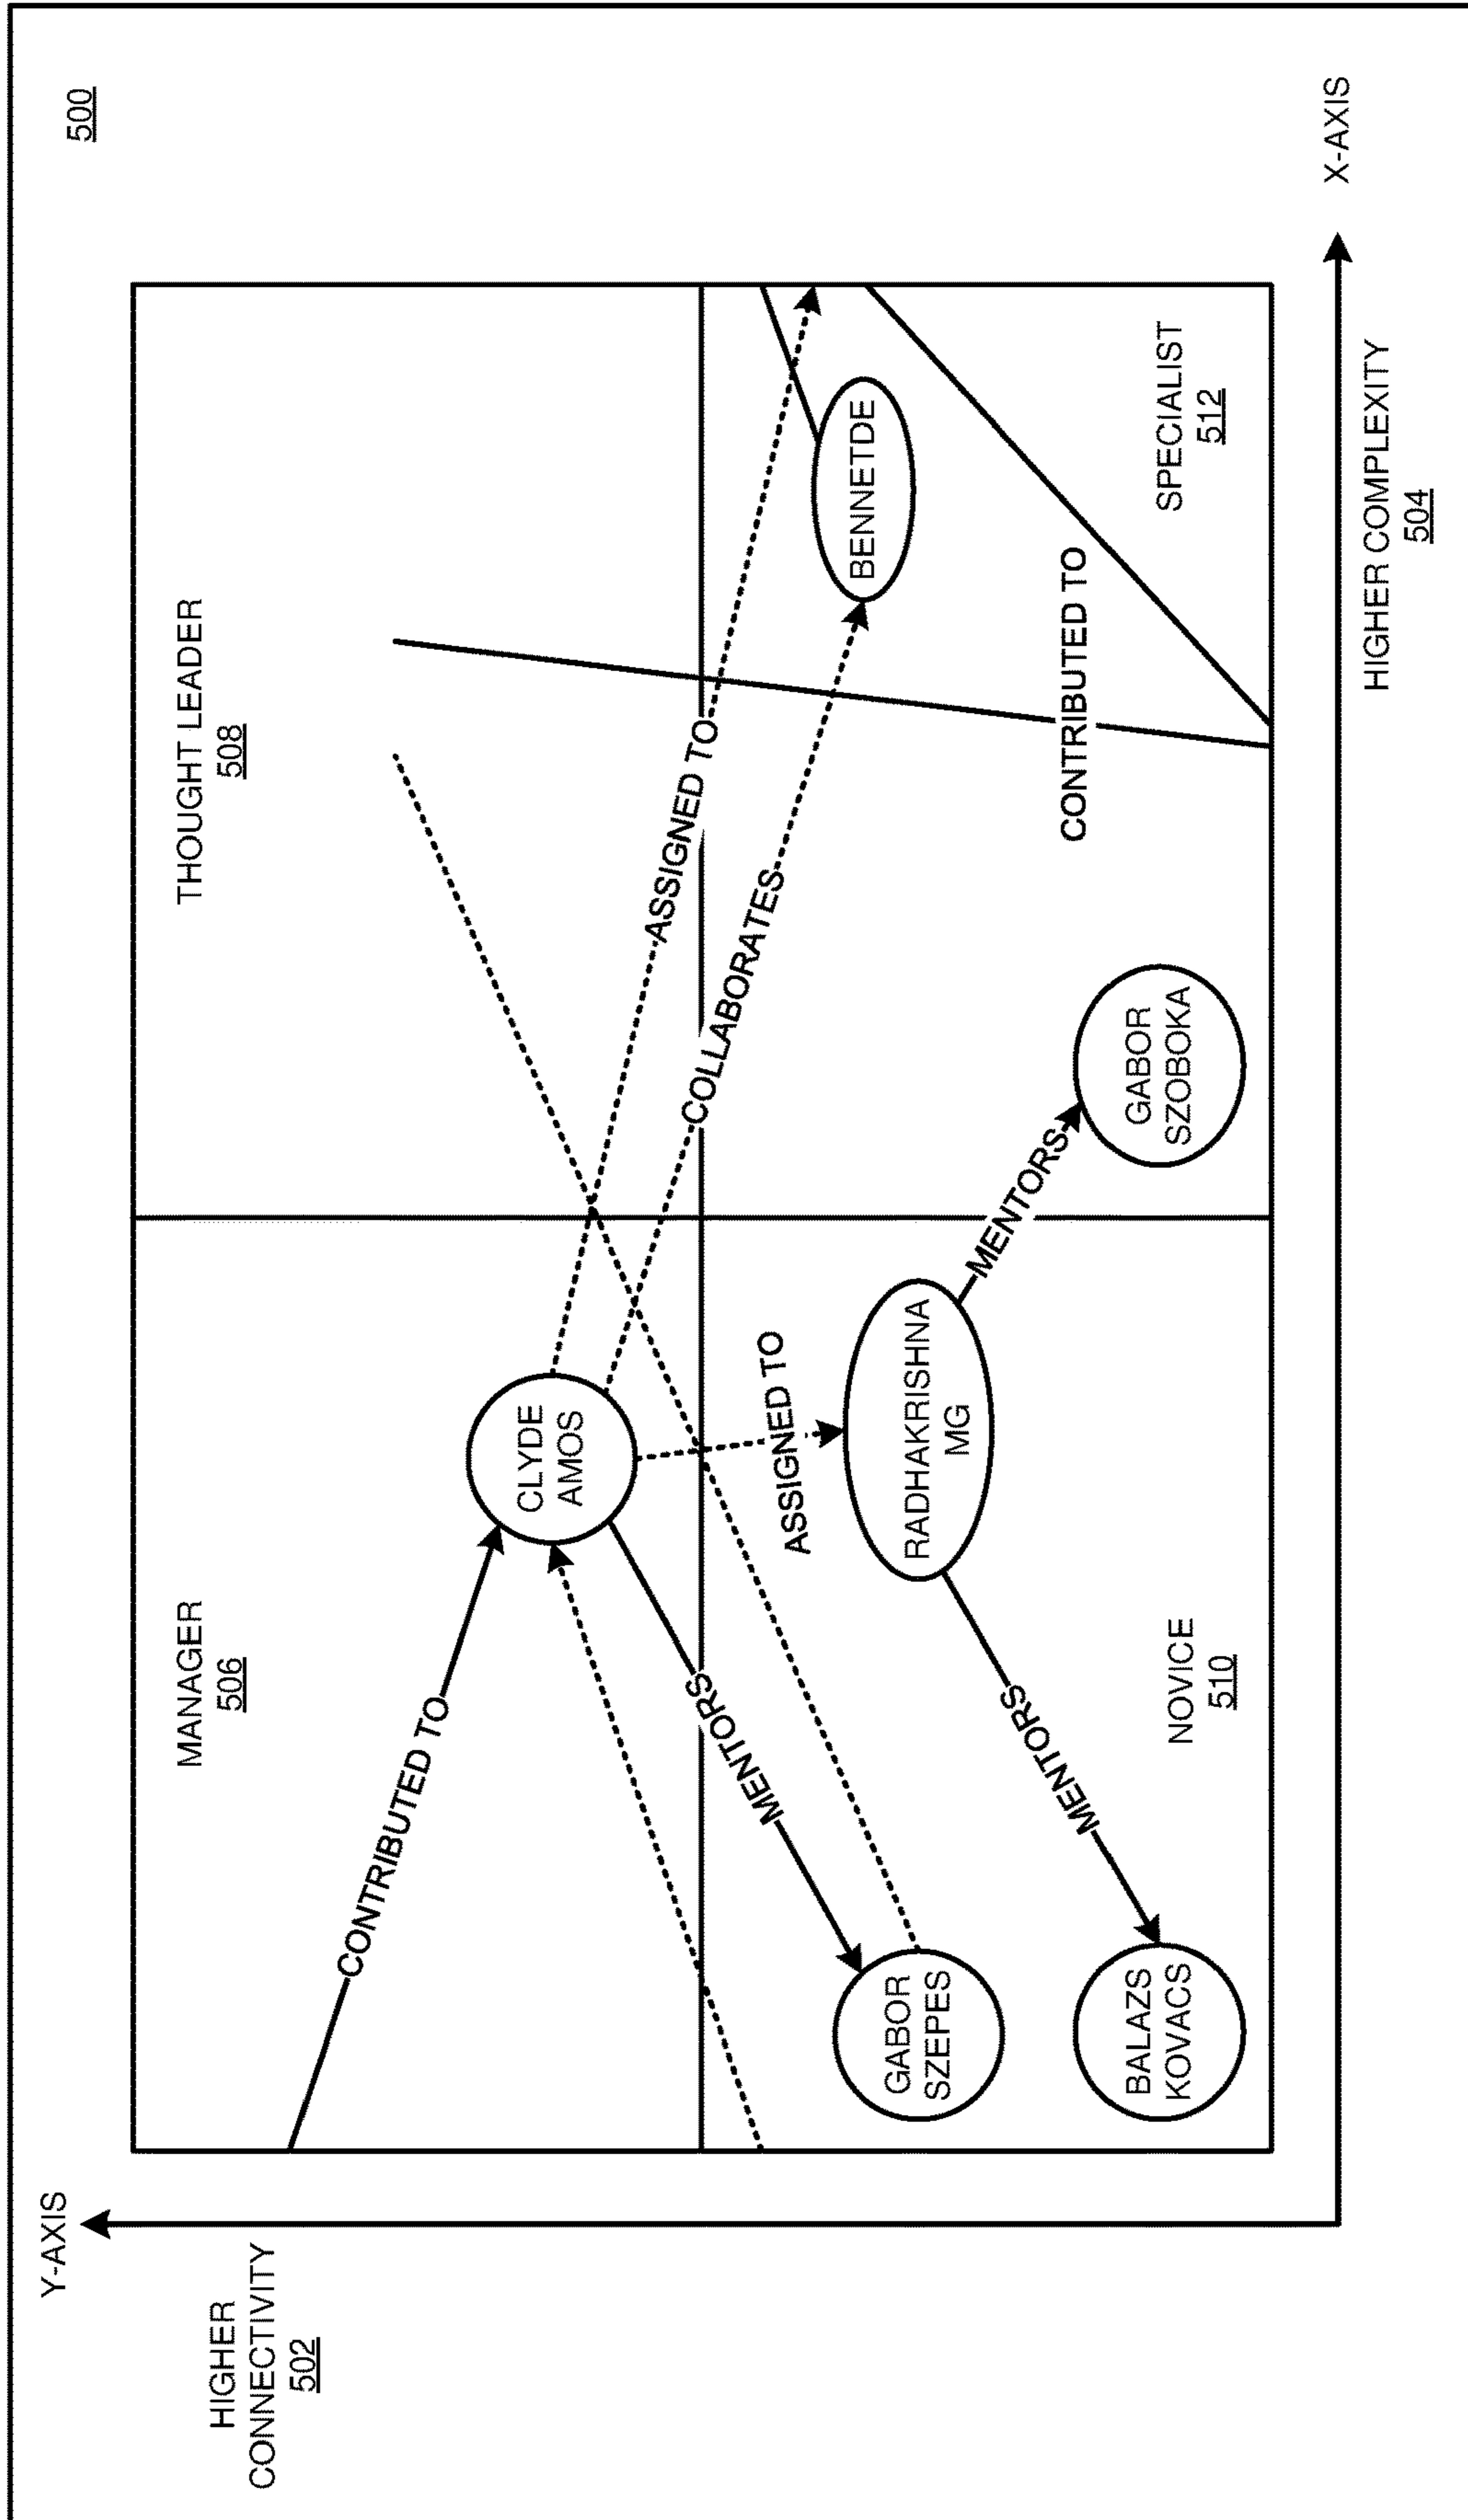 500
Y-AXIS
HIGHER
CONNECTIVITY
502
MANAGER
506
THOUGHT LEADER
508
CONTRIBUTED TO
CLYDE
AMOS
ASSIGNED TO
COLLABORATES
MENTORS
ASSIGNED TO
BENNETDE
GABOR
SZEPES
RADHAKRISHNA
MG
MENTORS
MENTORS
CONTRIBUTED TO
BALAZS
KOVACS
GABOR
SZOBOKA
NOVICE
510
SPECIALIST
512
X-AXIS
HIGHER COMPLEXITY
504